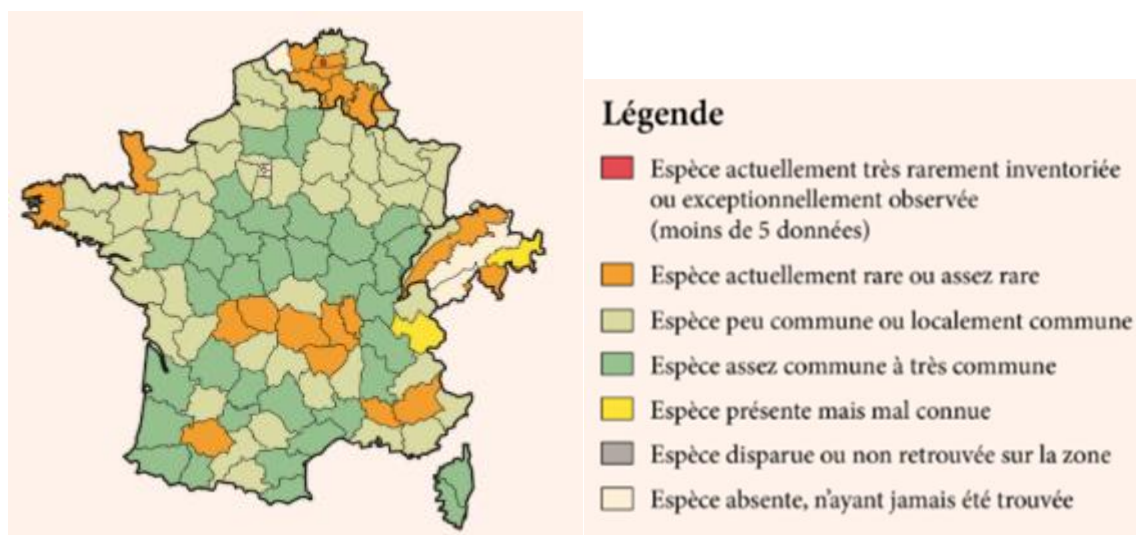 Légende
Espèce actuellement très rarement inventoriée
ou exceptionnellement observée
(moins de 5 données)
Espèce actuellement rare ou assez rare
Espèce peu commune ou localement commune
Espèce assez commune à très commune
Espèce présente mais mal connue
Espèce disparue ou non retrouvée sur la zone
Espèce absente, n'ayant jamais été trouvée